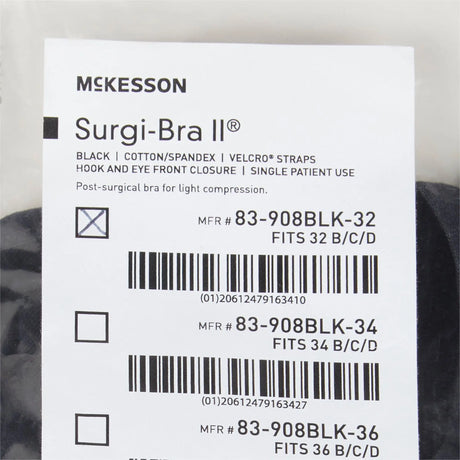 McKESSON
Surgi-Bra II®
BLACK | COTTON/SPANDEX | VELCRO® STRAPS
HOOK AND EYE FRONT CLOSURE | SINGLE PATIENT USE
Post-surgical bra for light compression.
MFR # 83-908BLK-32
FITS 32 B/C/D
(01)20612479163410
MFR # 83-908BLK-34
FITS 34 B/C/D
(01)20612479163427
MFR # 83-908BLK-36
FITS 36 B/C/D